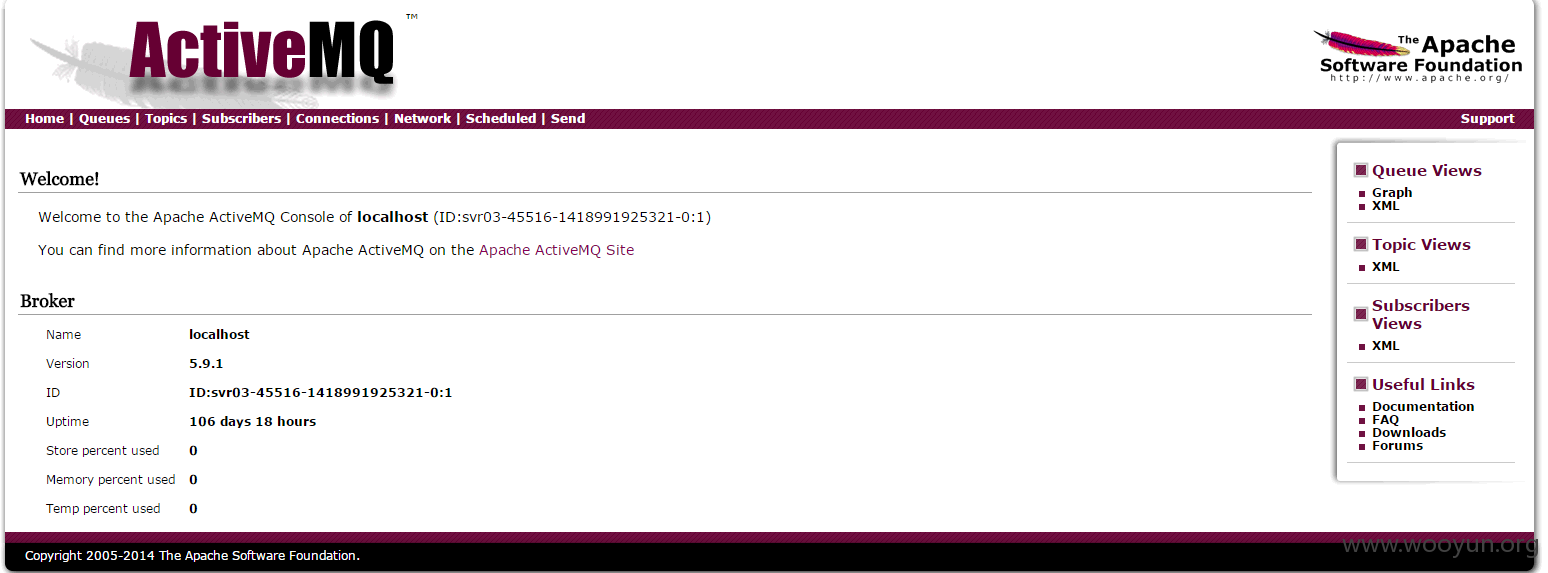 ActiveMQ ™
The Apache
Software Foundation
http://www.apache.org/
Home | Queues | Topics | Subscribers | Connections | Network | Scheduled | Send
Support
Welcome!
Welcome to the Apache ActiveMQ Console of localhost (ID:svr03-45516-1418991925321-0:1)
You can find more information about Apache ActiveMQ on the Apache ActiveMQ Site
Broker
Name localhost
Version 5.9.1
ID ID:svr03-45516-1418991925321-0:1
Uptime 106 days 18 hours
Store percent used 0
Memory percent used 0
Temp percent used 0
Queue Views
Graph
XML
Topic Views
XML
Subscribers
Views
XML
Useful Links
Documentation
FAQ
Downloads
Forums
Copyright 2005-2014 The Apache Software Foundation.
www.wooyun.org